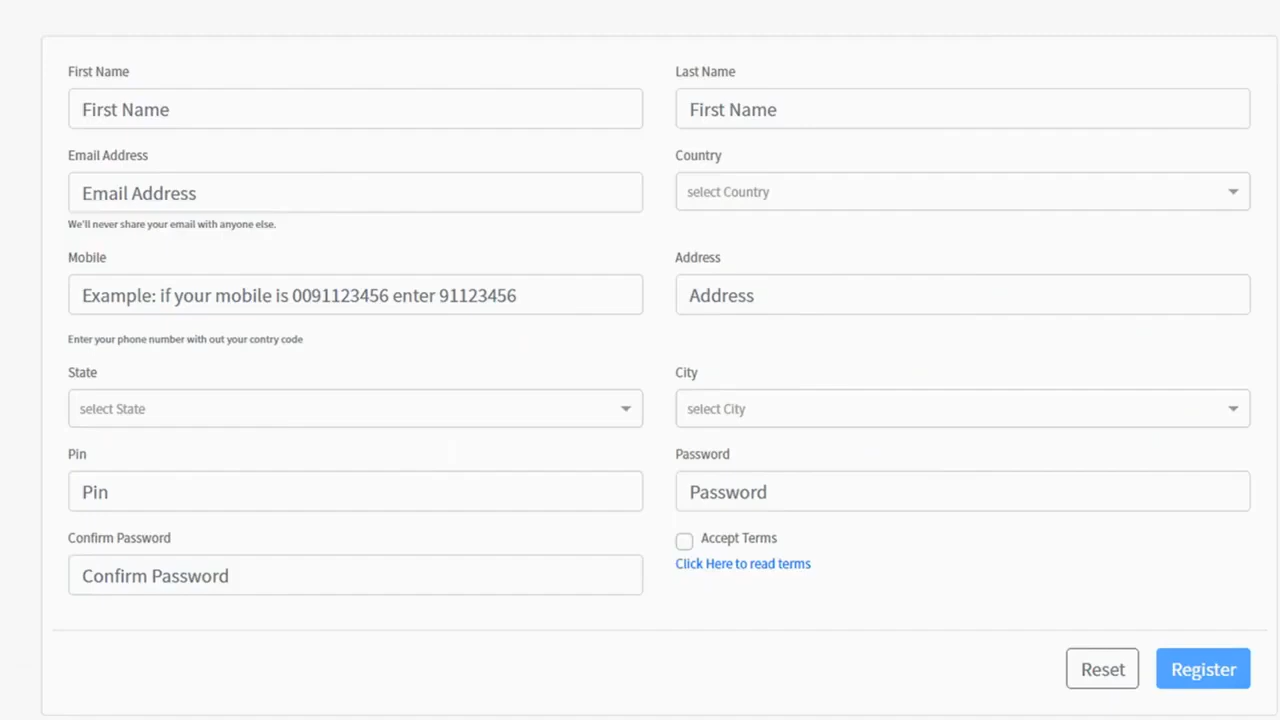 First Name
Last Name
First Name
First Name
Email Address
Country
Email Address
select Country
We'll never share your email with anyone else.
Mobile
Address
Example: if your mobile is 0091123456 enter 91123456
Address
Enter your phone number with out your contry code
State
City
select State
select City
Pin
Password
Pin
Password
Confirm Password
Accept Terms
Click Here to read terms
Confirm Password
Reset
Register